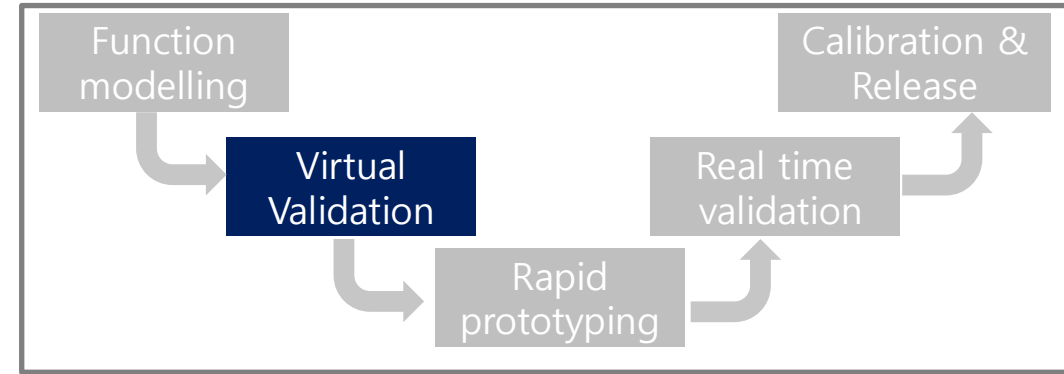 Function
modelling
Calibration &
Release
Virtual
Validation
Real time
validation
Rapid
prototyping